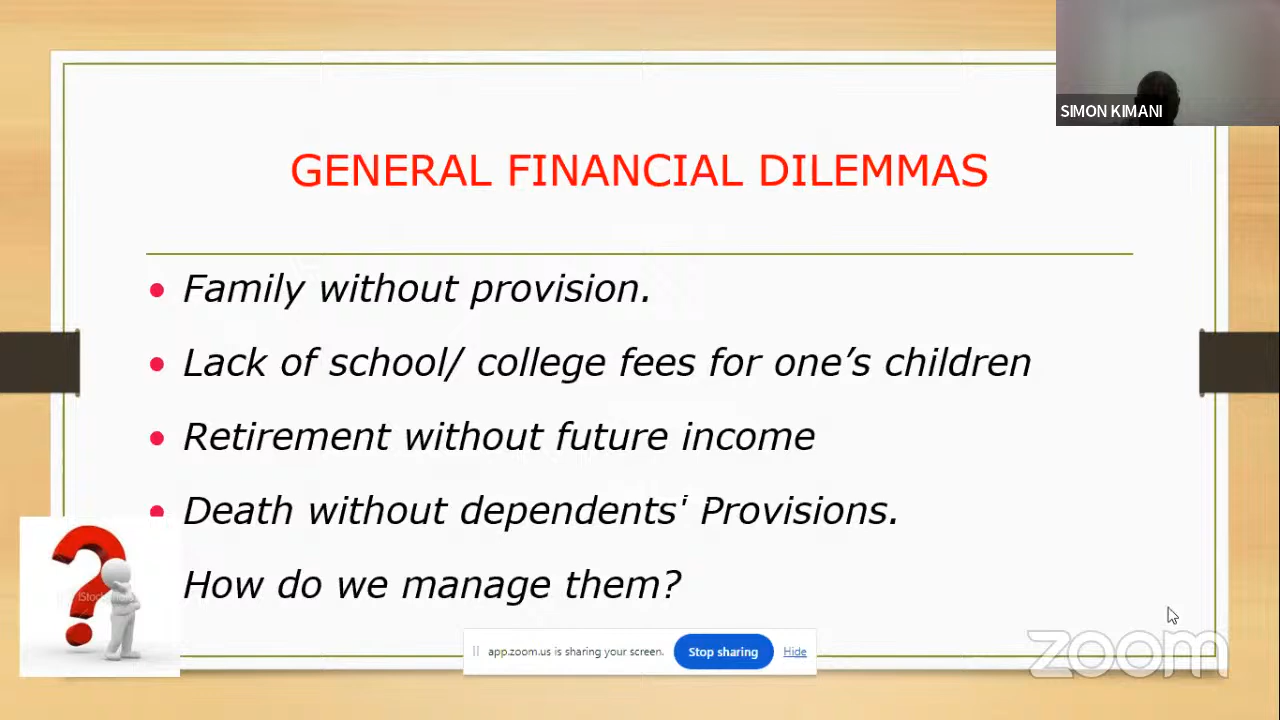 SIMON KIMANI
GENERAL FINANCIAL DILEMMAS
Family without provision.
Lack of school/ college fees for one’s children
Retirement without future income
Death without dependents' Provisions.
How do we manage them?
app.zoom.us is sharing your screen. Stop sharing Hide
zoom